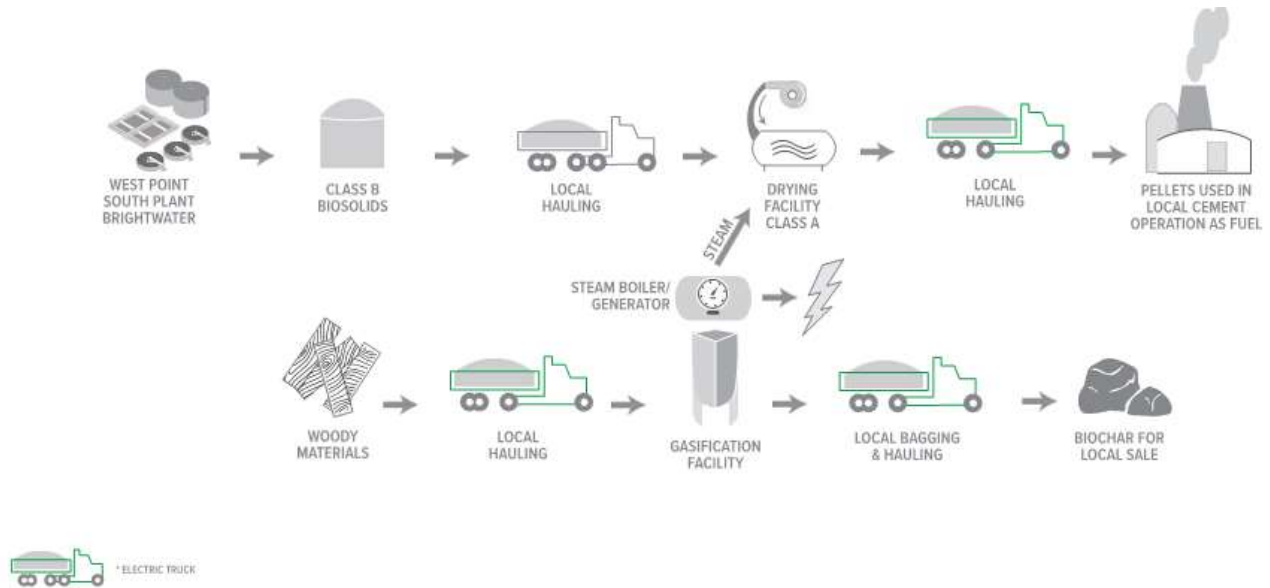 WEST POINT
SOUTH PLANT
BRIGHTWATER
CLASS B
BIOSOLIDS
LOCAL
HAULING
DRYING
FACILITY
CLASS A
LOCAL
HAULING
PELLETS USED IN
LOCAL CEMENT
OPERATION AS FUEL
STEAM
STEAM BOILER/
GENERATOR
WOODY
MATERIALS
LOCAL
HAULING
GASIFICATION
FACILITY
LOCAL BAGGING
& HAULING
BIOCHAR FOR
LOCAL SALE
* ELECTRIC TRUCK